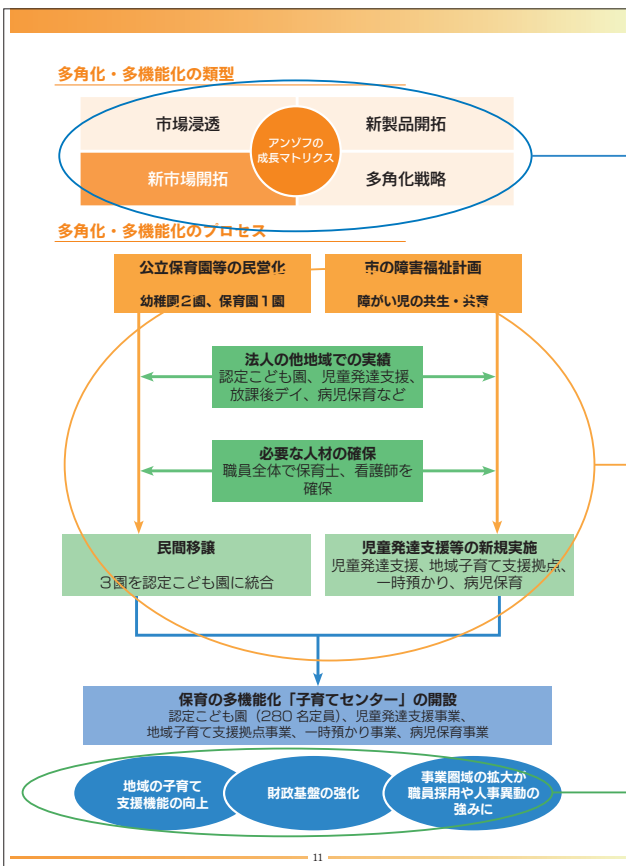 多角化・多機能化の類型
市場浸透
新製品開拓
アンゾフの
成長マトリクス
新市場開拓
多角化戦略
多角化・多機能化のプロセス
公立保育園等の民営化
幼稚園2園、保育園1園
市の障害福祉計画
障がい児の共生・共育
法人の他地域での実績
認定こども園、児童発達支援、
放課後デイ、病児保育など
必要な人材の確保
職員全体で保育士、看護師を
確保
民間移譲
3園を認定こども園に統合
児童発達支援等の新規実施
児童発達支援、地域子育て支援拠点、
一時預かり、病児保育
保育の多機能化「子育てセンター」の開設
認定こども園(280 名定員)、児童発達支援事業、
地域子育て支援拠点事業、一時預かり事業、病児保育事業
地域の子育て
支援機能の向上
財政基盤の強化
事業圏域の拡大が
職員採用や人事異動の
強みに
11